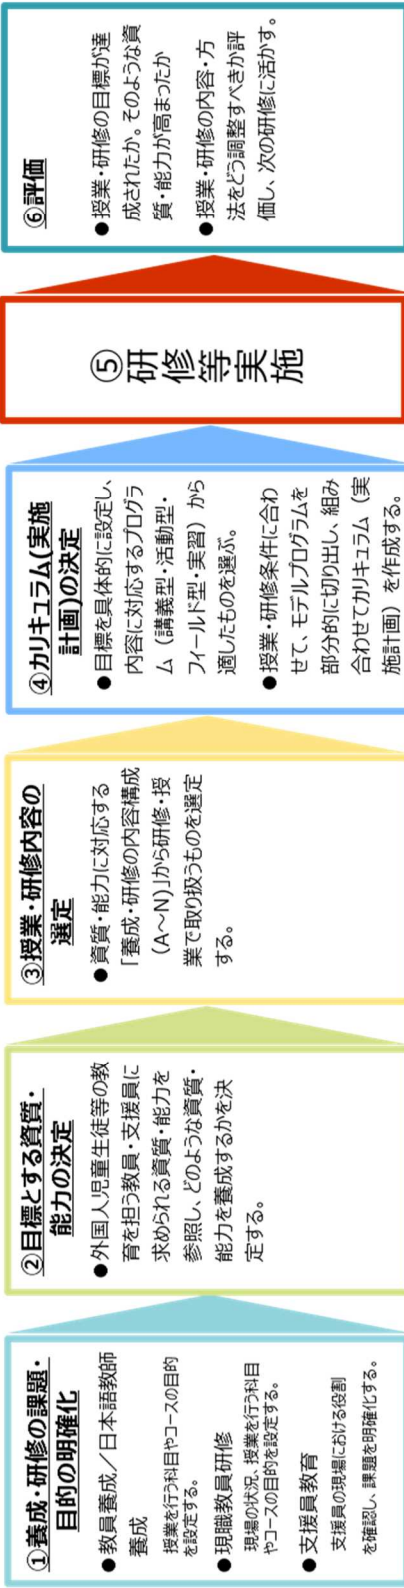 ①養成・研修の課題・
目的の明確化
●教員養成／日本語教師
養成
授業を行う科目やコースの目的
を設定する。
●現職教員研修
現場の状況、授業を行う科目
やコースの目的を設定する。
●支援員教育
支援員の現場における役割
を確認し、課題を明確化する。
②目標とする資質・
能力の決定
●外国人児童生徒等の教
育を担う教員・支援員に
求められる資質・能力を
参照し、どのような資質・
能力を養成するかを決
定する。
③授業・研修内容の
選定
●資質・能力に対応する
「養成・研修の内容構成
(A～N)」から研修・授
業で取り扱うものを選定
する。
④カリキュラム(実施
計画)の決定
●目標を具体的に設定し、
内容に対応するプログラ
ム（講義型・活動型・
フィールド型・実習）から
適したものを選ぶ。
●授業・研修条件に合わ
せて、モデルプログラムを
部分的に切り出し、組み
合わせてカリキュラム（実
施計画）を作成する。
⑤
研修等実施
⑥評価
●授業・研修の目標が達
成されたか。そのような資
質・能力が高まったか
●授業・研修の内容・方
法をどう調整すべきか評
価し、次の研修に活かす。